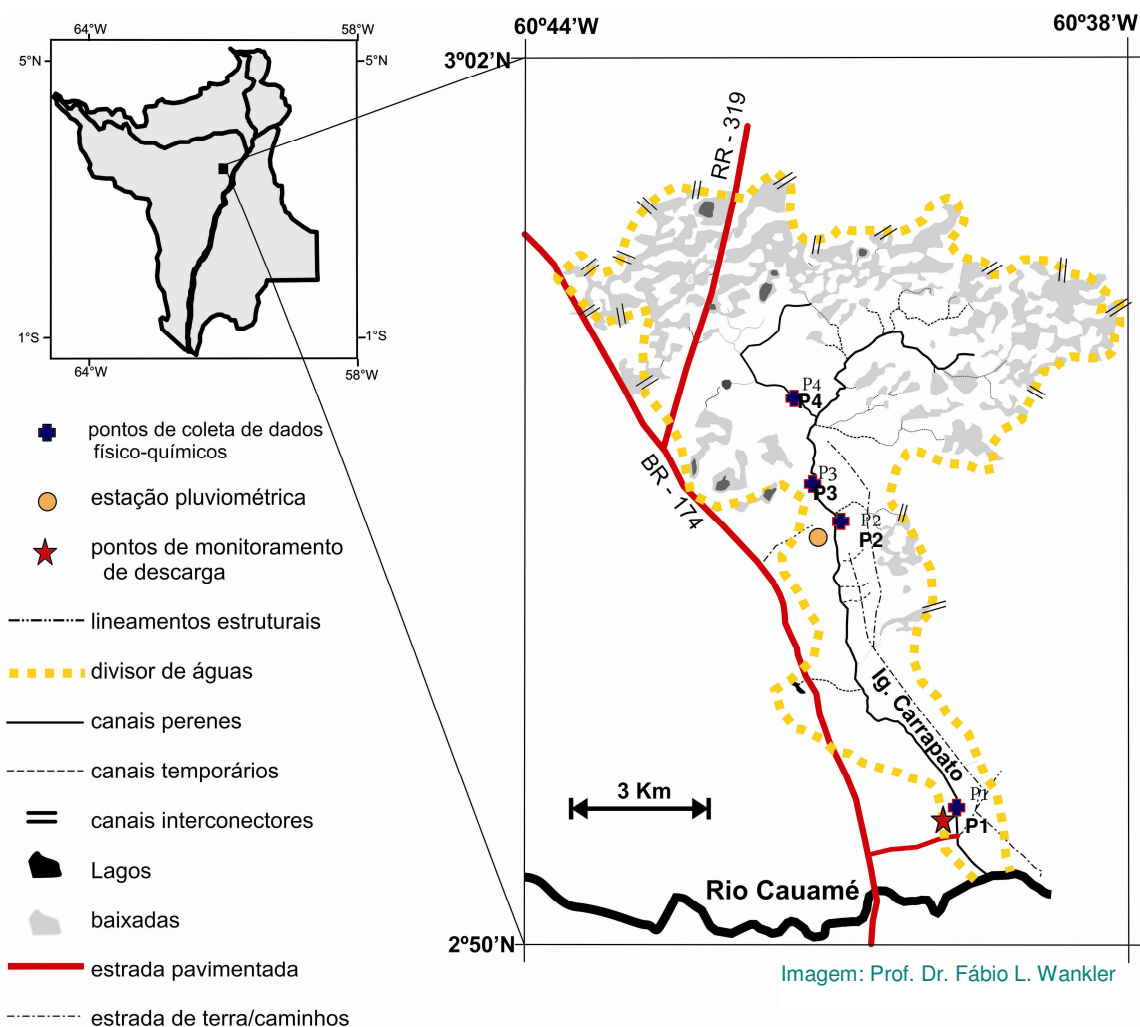 64°W
58°W
5°N
5°N
1°S
1°S
64°W
58°W
60º44'W
60º38'W
3º02'N
2º50'N
RR - 319
BR - 174
P4
P4
P3
P3
P2
P2
Ig. Carrapato
P1
P1
3 Km
Rio Cauamé
pontos de coleta de dados
físico-químicos
estação pluviométrica
pontos de monitoramento
de descarga
lineamentos estruturais
divisor de águas
canais perenes
canais temporários
canais interconectores
Lagos
baixadas
estrada pavimentada
estrada de terra/caminhos
Imagem: Prof. Dr. Fábio L. Wankler